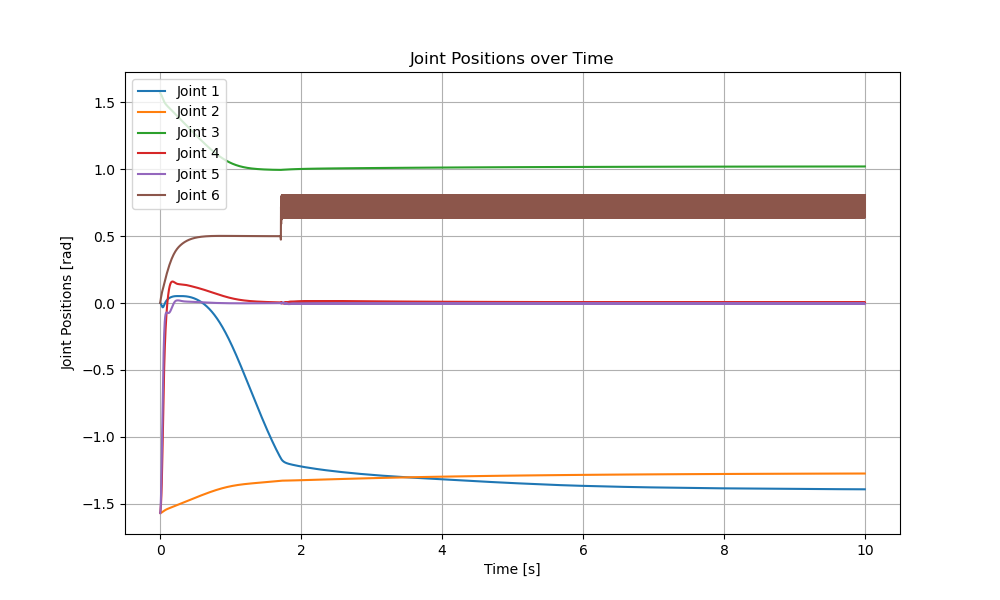 Joint Positions over Time
Joint Positions [rad]
1.5
1.0
0.5
0.0
−0.5
−1.0
−1.5
Joint 1
Joint 2
Joint 3
Joint 4
Joint 5
Joint 6
0
2
4
6
8
10
Time [s]